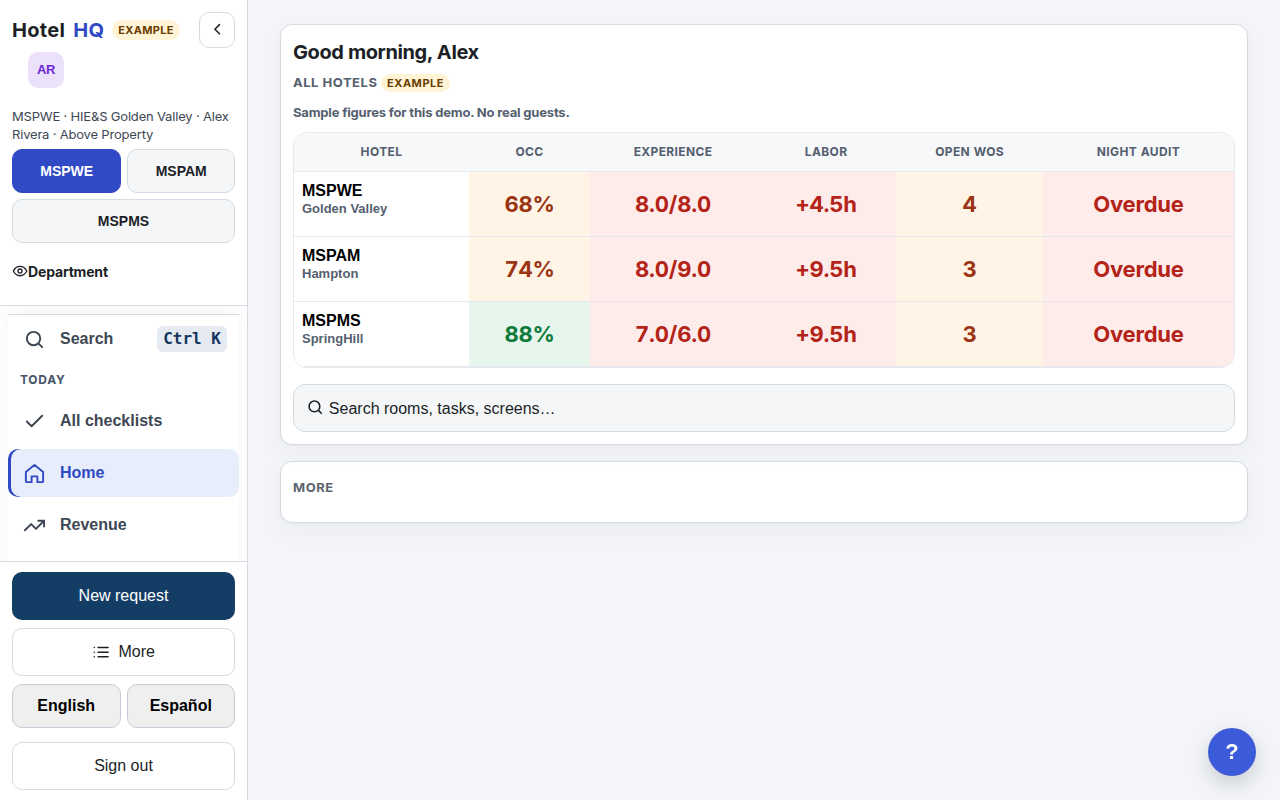 Hotel HQ EXAMPLE
AR
MSPWE · HIE&S Golden Valley · Alex
Rivera · Above Property
MSPWE MSPAM
MSPMS
Department
Search Ctrl K
TODAY
All checklists
Home
Revenue
New request
More
English Español
Sign out
Good morning, Alex
ALL HOTELS EXAMPLE
Sample figures for this demo. No real guests.
HOTEL OCC EXPERIENCE LABOR OPEN WOS NIGHT AUDIT
MSPWE
Golden Valley 68% 8.0/8.0 +4.5h 4 Overdue
MSPAM
Hampton 74% 8.0/9.0 +9.5h 3 Overdue
MSPMS
SpringHill 88% 7.0/6.0 +9.5h 3 Overdue
Search rooms, tasks, screens…
MORE
?